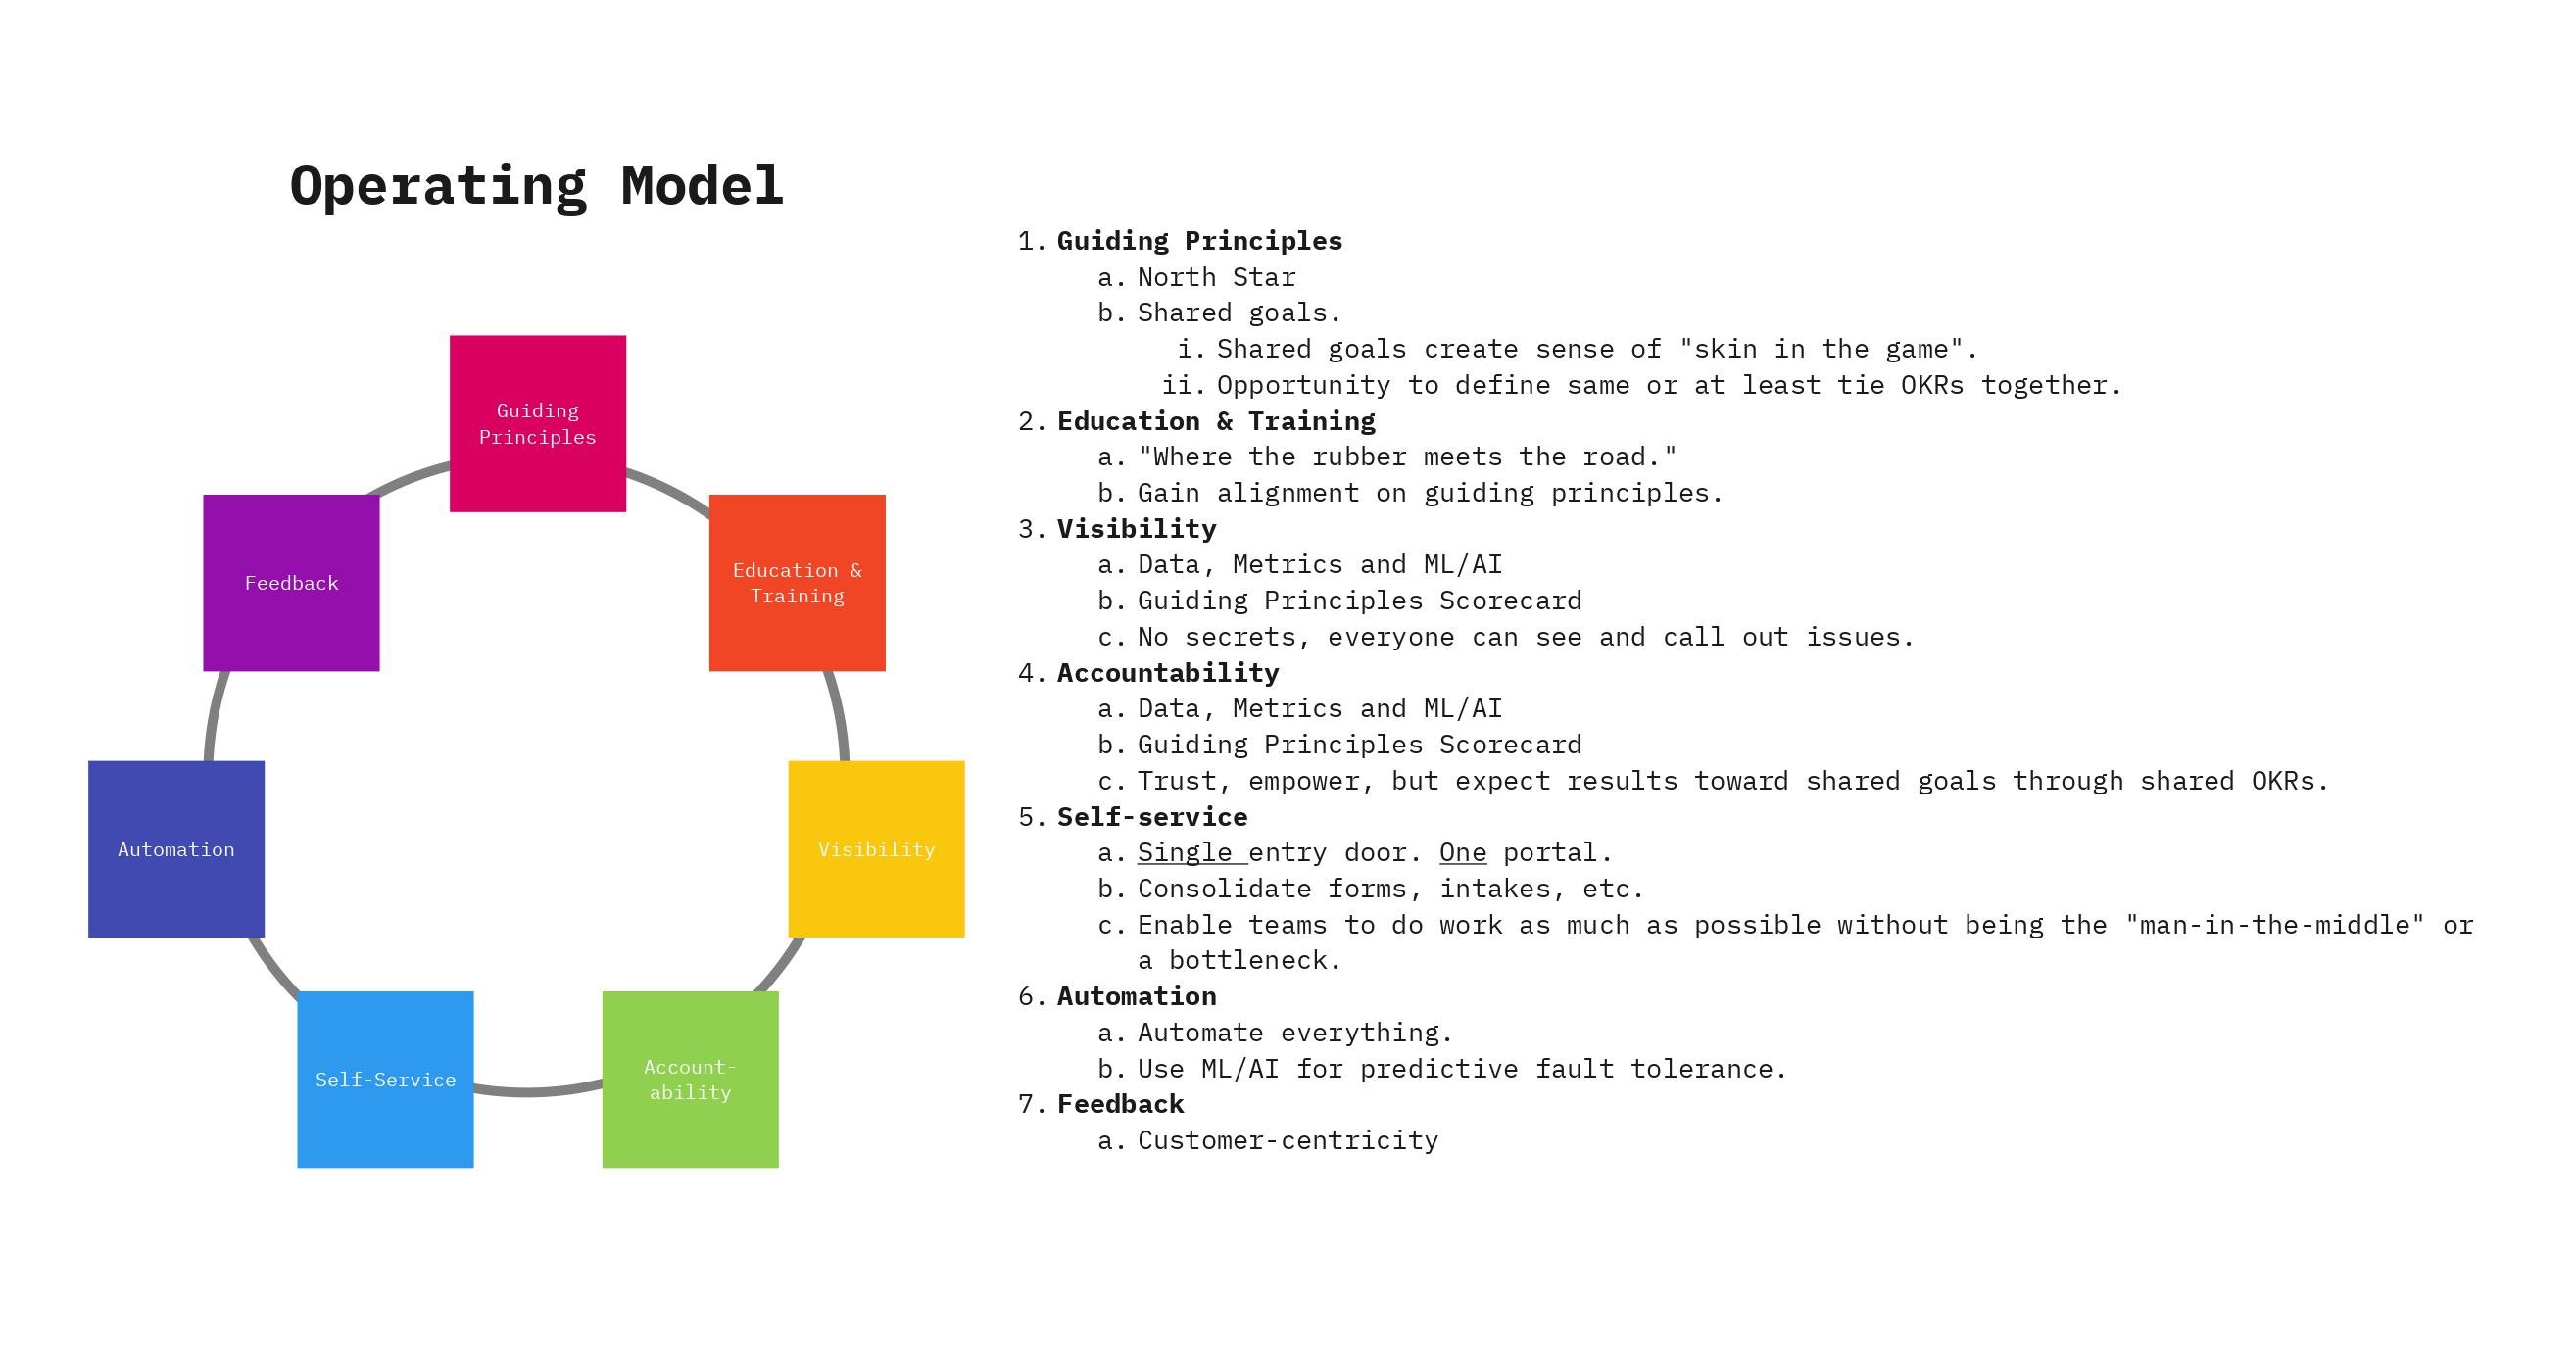 Operating Model
Guiding
Principles
Education &
Training
Visibility
Account-
ability
Self-Service
Automation
Feedback
1. Guiding Principles
a. North Star
b. Shared goals.
i. Shared goals create sense of "skin in the game".
ii. Opportunity to define same or at least tie OKRs together.
2. Education & Training
a. "Where the rubber meets the road."
b. Gain alignment on guiding principles.
3. Visibility
a. Data, Metrics and ML/AI
b. Guiding Principles Scorecard
c. No secrets, everyone can see and call out issues.
4. Accountability
a. Data, Metrics and ML/AI
b. Guiding Principles Scorecard
c. Trust, empower, but expect results toward shared goals through shared OKRs.
5. Self-service
a. Single entry door. One portal.
b. Consolidate forms, intakes, etc.
c. Enable teams to do work as much as possible without being the "man-in-the-middle" or
a bottleneck.
6. Automation
a. Automate everything.
b. Use ML/AI for predictive fault tolerance.
7. Feedback
a. Customer-centricity